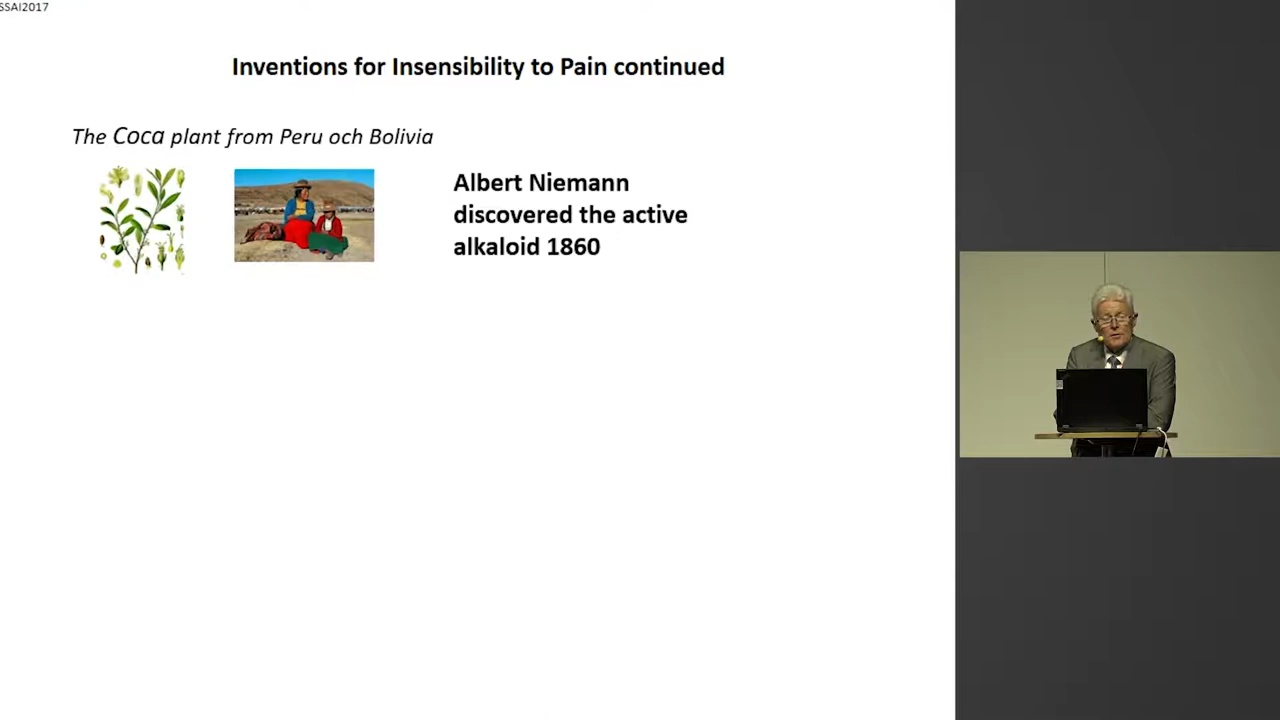 SSAI2017
Inventions for Insensibility to Pain continued
The Coca plant from Peru och Bolivia
Albert Niemann
discovered the active
alkaloid 1860